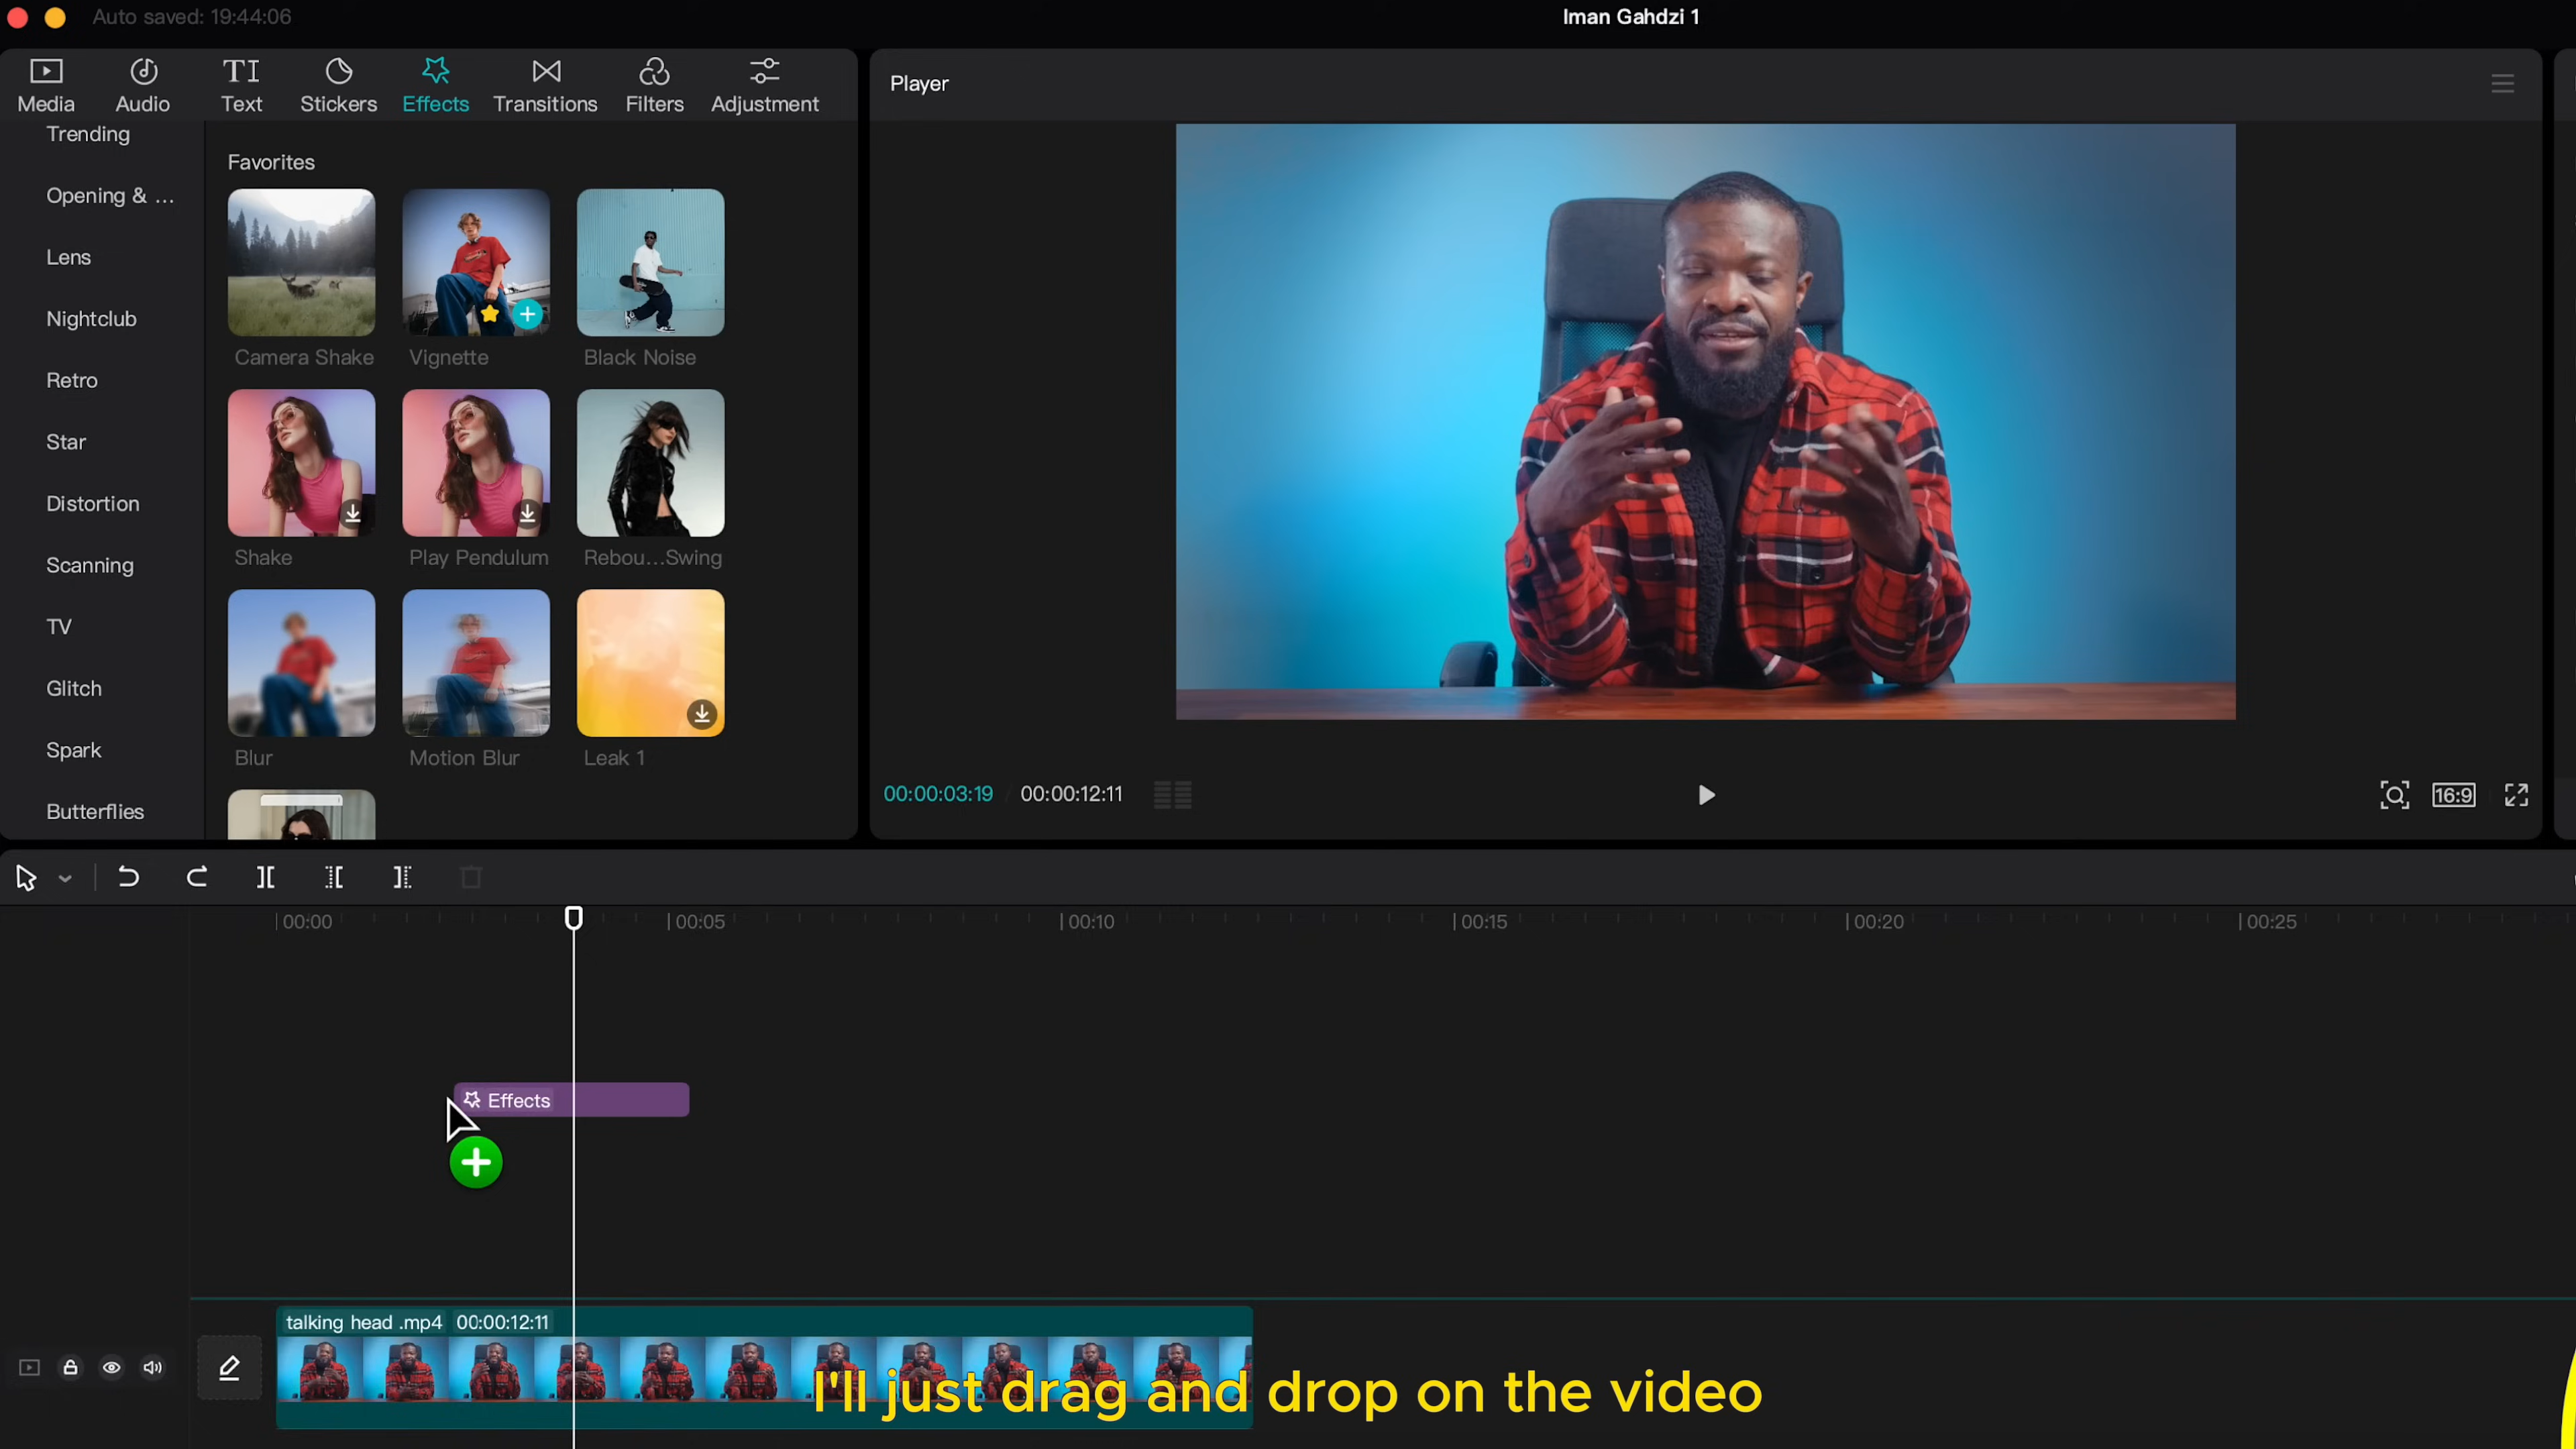 Auto saved: 19:44:06
Iman Gahdzi 1
Media
Audio
TI
Text
Stickers
Effects
Transitions
Filters
Adjustment
Player
Trending
Opening & ...
Lens
Nightclub
Retro
Star
Distortion
Scanning
TV
Glitch
Spark
Butterflies
Favorites
Camera Shake
Vignette
Black Noise
Shake
Play Pendulum
Rebou...Swing
Blur
Motion Blur
Leak 1
00:00:03:19
00:00:12:11
16:9
00:00
00:05
00:10
00:15
00:20
00:25
Effects
talking head .mp4 00:00:12:11
I'll just drag and drop on the video